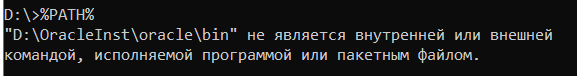 D:\>%PATH%
"D:\OracleInst\oracle\bin" не является внутренней или внешней
командой, исполняемой программой или пакетным файлом.